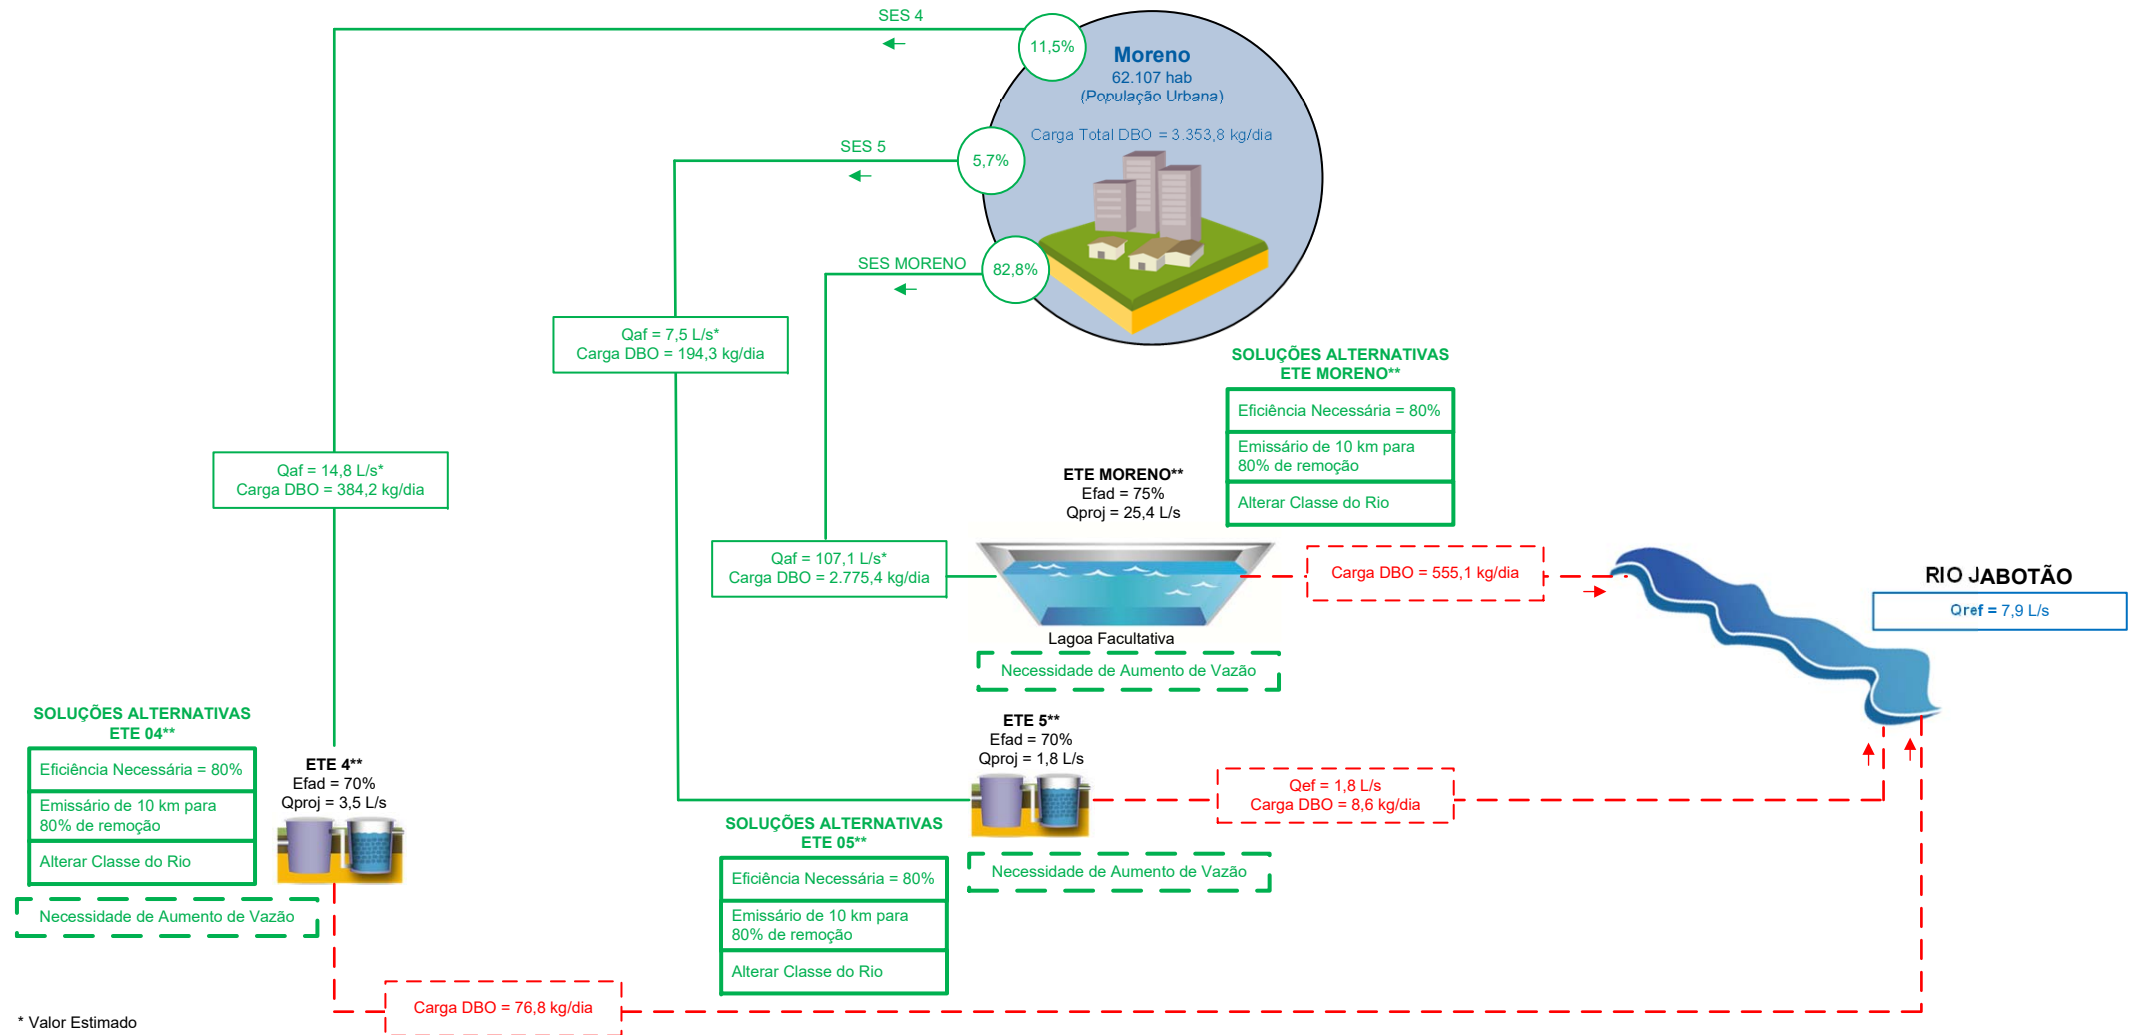 SES 4
11,5%
Moreno
62.107 hab
(População Urbana)
Carga Total DBO = 3.353,8 kg/dia
SES 5
5,7%
SES MORENO
82,8%
Qaf = 7,5 L/s*
Carga DBO = 194,3 kg/dia
SOLUÇÕES ALTERNATIVAS
ETE MORENO**
Eficiência Necessária = 80%
Emissário de 10 km para
80% de remoção
Alterar Classe do Rio
Qaf = 14,8 L/s*
Carga DBO = 384,2 kg/dia
ETE MORENO**
Efad = 75%
Qproj = 25,4 L/s
Qaf = 107,1 L/s*
Carga DBO = 2.775,4 kg/dia
Carga DBO = 555,1 kg/dia
RIO JABOTÃO
Qref = 7,9 L/s
Lagoa Facultativa
Necessidade de Aumento de Vazão
SOLUÇÕES ALTERNATIVAS
ETE 04**
Eficiência Necessária = 80%
Emissário de 10 km para
80% de remoção
Alterar Classe do Rio
Necessidade de Aumento de Vazão
ETE 4**
Efad = 70%
Qproj = 3,5 L/s
ETE 5**
Efad = 70%
Qproj = 1,8 L/s
Qef = 1,8 L/s
Carga DBO = 8,6 kg/dia
SOLUÇÕES ALTERNATIVAS
ETE 05**
Eficiência Necessária = 80%
Emissário de 10 km para
80% de remoção
Alterar Classe do Rio
Necessidade de Aumento de Vazão
Carga DBO = 76,8 kg/dia
* Valor Estimado